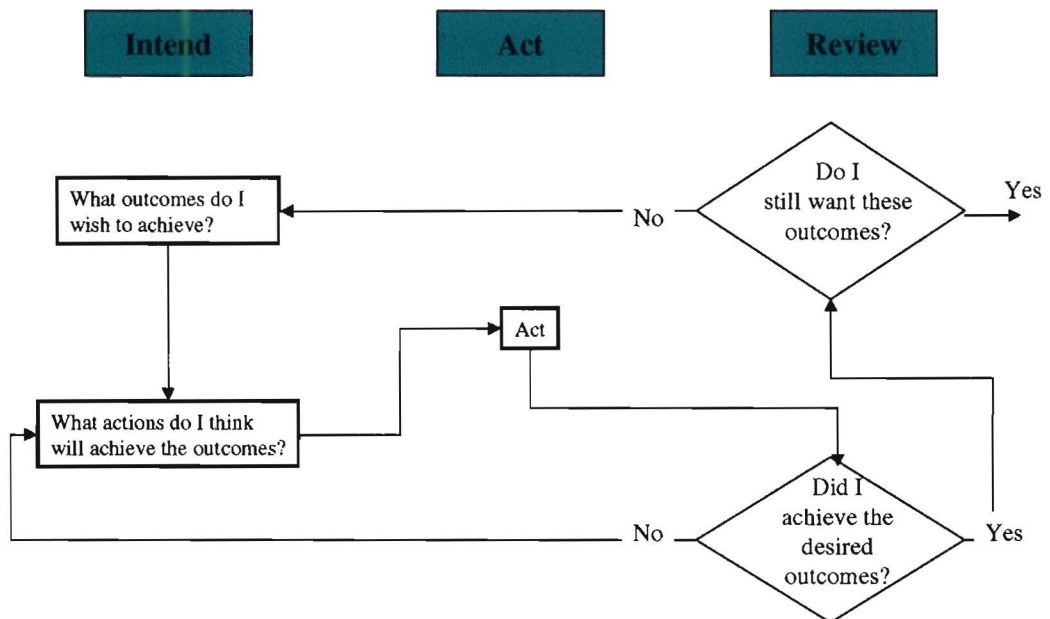 Intend
Act
Review
What outcomes do I
wish to achieve?
No
Do I
still want these
outcomes?
Yes
Act
What actions do I think
will achieve the outcomes?
No
Did I
achieve the
desired
outcomes?
Yes